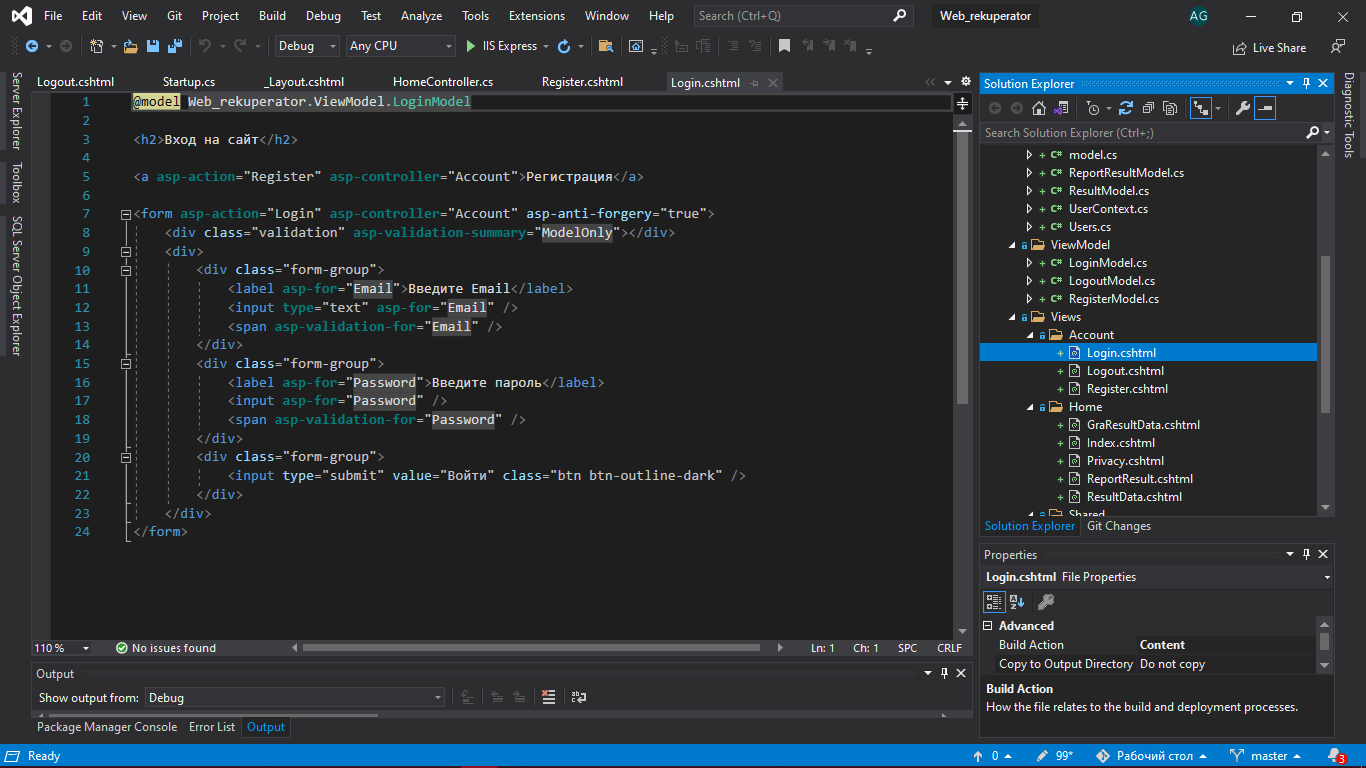 File Edit View Git Project Build Debug Test Analyze Tools Extensions Window Help Search (Ctrl+Q) Web_rekuperator AG
Debug Any CPU IIS Express Live Share
Server Explorer
Toolbox
SQL Server Object Explorer
Logout.cshtml Startup.cs _Layout.cshtml HomeController.cs Register.cshtml Login.cshtml
1 @model Web_rekuperator.ViewModel.LoginModel
2
3 <h2>Вход на сайт</h2>
4
5 <a asp-action="Register" asp-controller="Account">Регистрация</a>
6
7 <form asp-action="Login" asp-controller="Account" asp-anti-forgery="true">
8 <div class="validation" asp-validation-summary="ModelOnly"></div>
9 <div>
10 <div class="form-group">
11 <label asp-for="Email">Введите Email</label>
12 <input type="text" asp-for="Email" />
13 <span asp-validation-for="Email" />
14 </div>
15 <div class="form-group">
16 <label asp-for="Password">Введите пароль</label>
17 <input asp-for="Password" />
18 <span asp-validation-for="Password" />
19 </div>
20 <div class="form-group">
21 <input type="submit" value="Войти" class="btn btn-outline-dark" />
22 </div>
23 </div>
24 </form>
110 % No issues found Ln: 1 Ch: 1 SPC CRLF
Output
Show output from: Debug
Package Manager Console Error List Output
Solution Explorer
Search Solution Explorer (Ctrl+;)
C# model.cs
C# ReportResultModel.cs
C# ResultModel.cs
C# UserContext.cs
C# Users.cs
ViewModel
C# LoginModel.cs
C# LogoutModel.cs
C# RegisterModel.cs
Views
Account
Login.cshtml
Logout.cshtml
Register.cshtml
Home
GraResultData.cshtml
Index.cshtml
Privacy.cshtml
ReportResult.cshtml
ResultData.cshtml
Shared
Solution Explorer Git Changes
Properties
Login.cshtml File Properties
Advanced
Build Action Content
Copy to Output Directory Do not copy
Build Action
How the file relates to the build and deployment processes.
Diagnostic Tools
Ready 0 99* Рабочий стол master 3